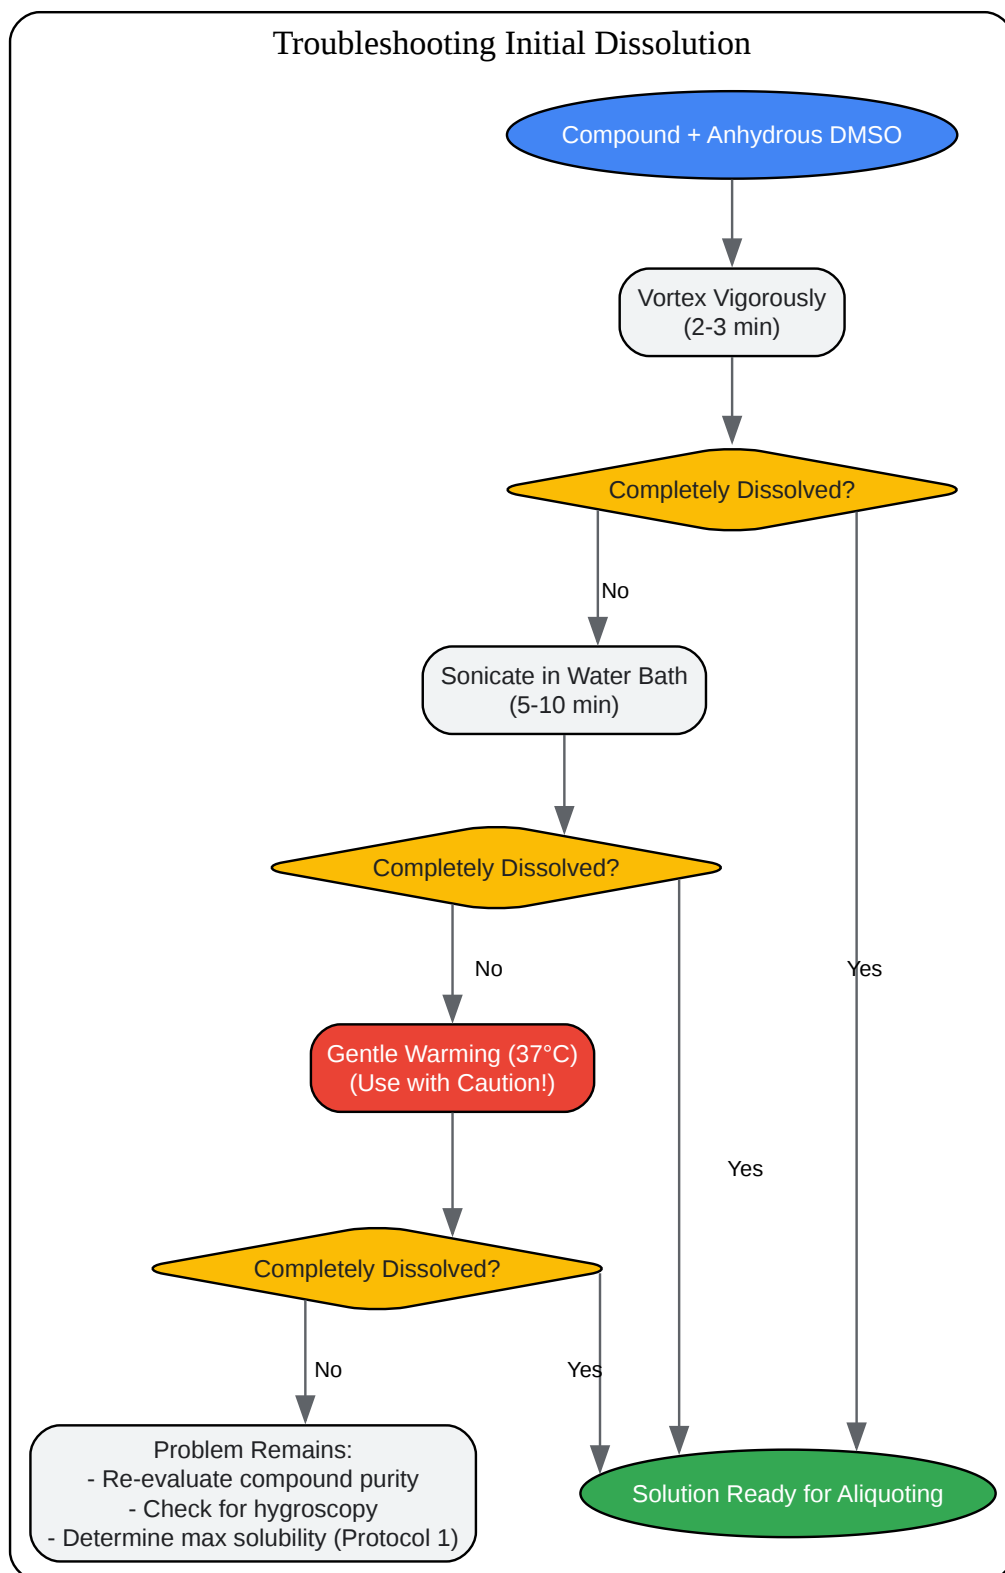 Troubleshooting Initial Dissolution
Compound + Anhydrous DMSO
Vortex Vigorously
(2-3 min)
Completely Dissolved?
No
Sonicate in Water Bath
(5-10 min)
Completely Dissolved?
No
Yes
Gentle Warming (37°C)
(Use with Caution!)
Yes
Completely Dissolved?
No
Yes
Problem Remains:
- Re-evaluate compound purity
- Check for hygroscopy
- Determine max solubility (Protocol 1)
Solution Ready for Aliquoting